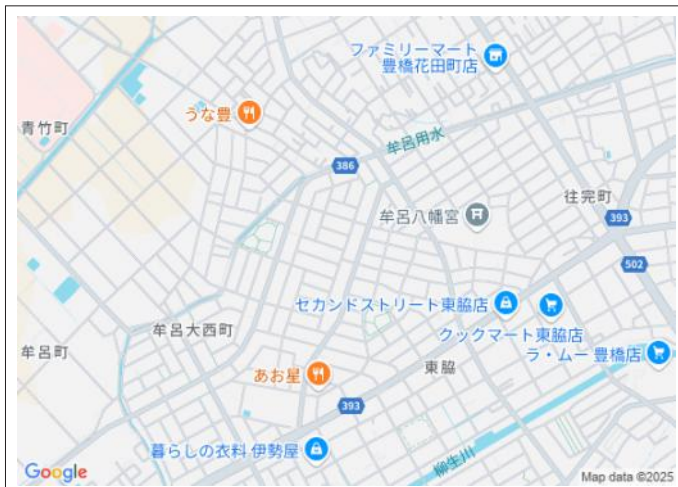 ファミリーマート
豊橋花田町店
うな豊
青竹町
牟呂用水
386
往完町
牟呂八幡宮
393
502
セカンドストリート東脇店
クックマート東脇店
牟呂大西町
ラ・ムー 豊橋店
牟呂町
東脇
あお星
393
暮らしの衣料 伊勢屋
柳生川
Google
Map data ©2025